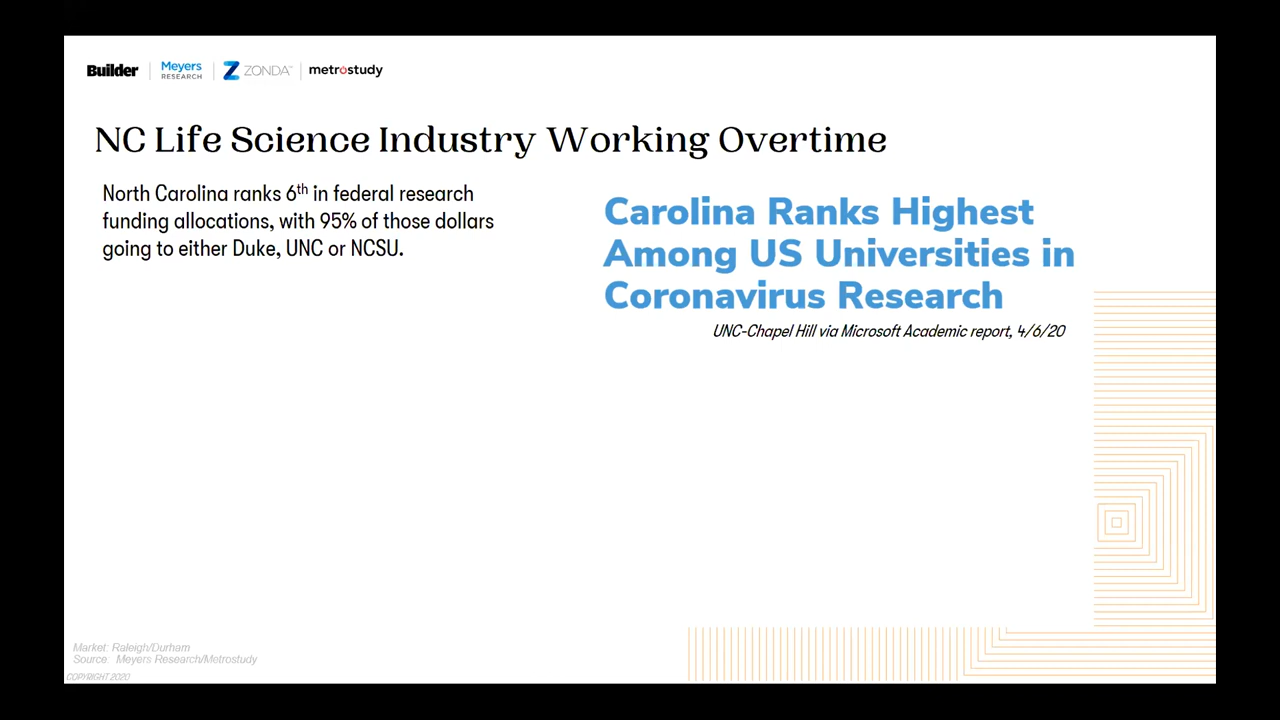 Builder | Meyers RESEARCH | ZONDA™ | metrostudy
NC Life Science Industry Working Overtime
North Carolina ranks 6th in federal research
funding allocations, with 95% of those dollars
going to either Duke, UNC or NCSU.
Carolina Ranks Highest
Among US Universities in
Coronavirus Research
UNC-Chapel Hill via Microsoft Academic report, 4/6/20
Market: Raleigh/Durham
Source: Meyers Research/Metrostudy
COPYRIGHT 2020